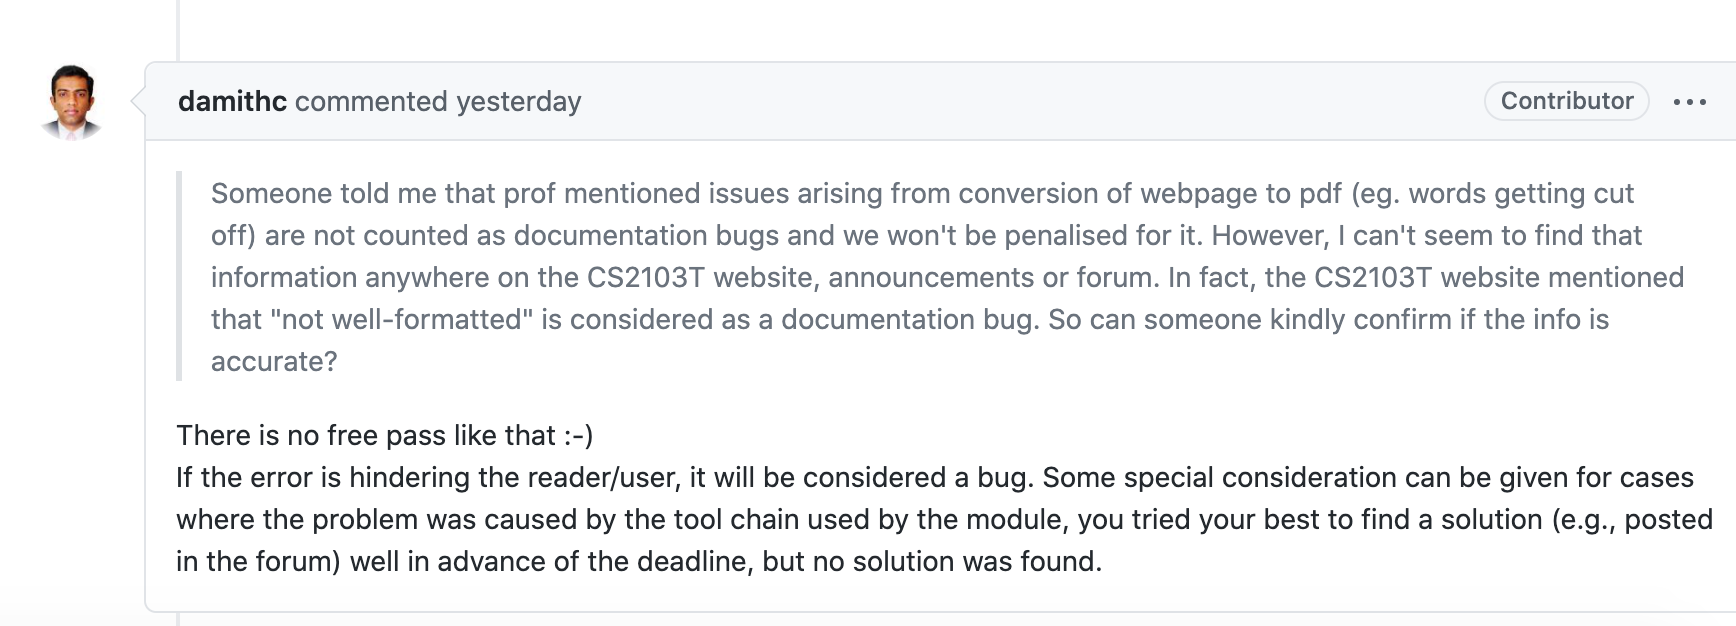 damithc commented yesterday
Contributor
Someone told me that prof mentioned issues arising from conversion of webpage to pdf (eg. words getting cut
off) are not counted as documentation bugs and we won't be penalised for it. However, I can't seem to find that
information anywhere on the CS2103T website, announcements or forum. In fact, the CS2103T website mentioned
that "not well-formatted" is considered as a documentation bug. So can someone kindly confirm if the info is
accurate?
There is no free pass like that :-)
If the error is hindering the reader/user, it will be considered a bug. Some special consideration can be given for cases
where the problem was caused by the tool chain used by the module, you tried your best to find a solution (e.g., posted
in the forum) well in advance of the deadline, but no solution was found.